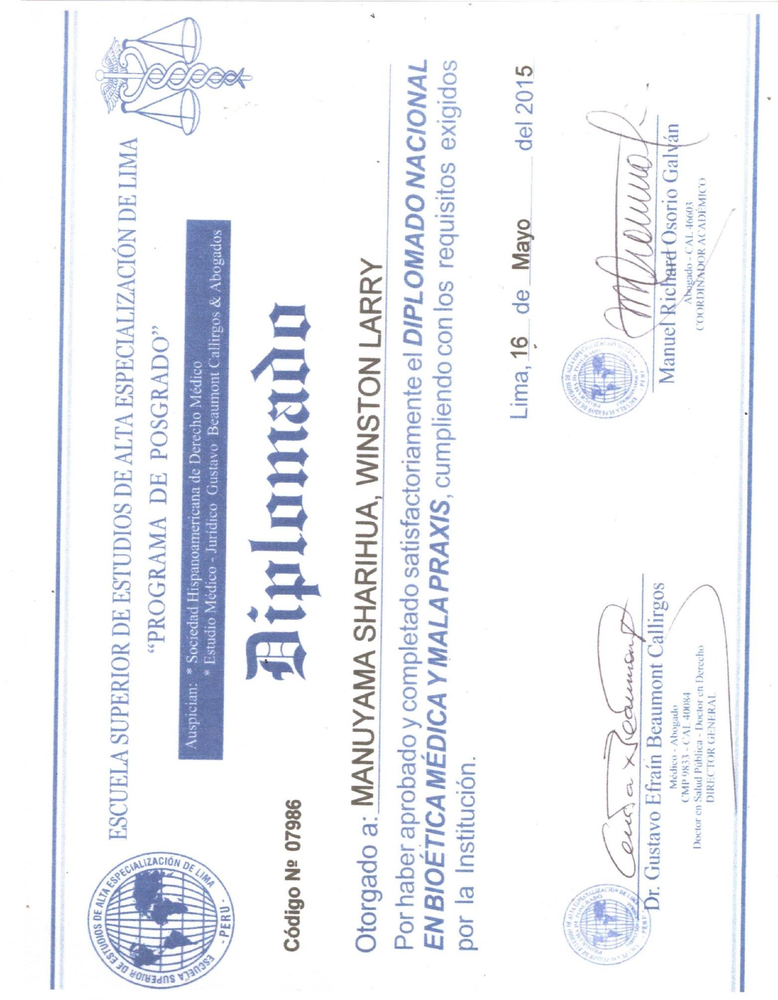 ESCUELA SUPERIOR DE ESTUDIOS DE ALTA ESPECIALIZACIÓN DE LIMA
"PROGRAMA DE POSGRADO"
ESCUELA SUPERIOR DE ESTUDIOS DE ALTA ESPECIALIZACIÓN DE LIMA
- PERU -
Auspician: * Sociedad Hispanoamericana de Derecho Médico
* Estudio Médico - Jurídico Gustavo Beaumont Callirgos & Abogados
Diplomado
Código Nº 07986
Otorgado a: MANUYAMA SHARIHUA, WINSTON LARRY
Por haber aprobado y completado satisfactoriamente el DIPLOMADO NACIONAL
EN BIOÉTICA MÉDICA Y MALA PRAXIS, cumpliendo con los requisitos exigidos
por la Institución.
Lima, 16 de Mayo del 2015
Dr. Gustavo Efraín Beaumont Callirgos
Médico - Abogado
CMP 9833 - CAL 40084
Doctor en Salud Pública - Doctor en Derecho
DIRECTOR GENERAL
Manuel Richard Osorio Galván
Abogado - CAL 46603
COORDINADOR ACADÉMICO